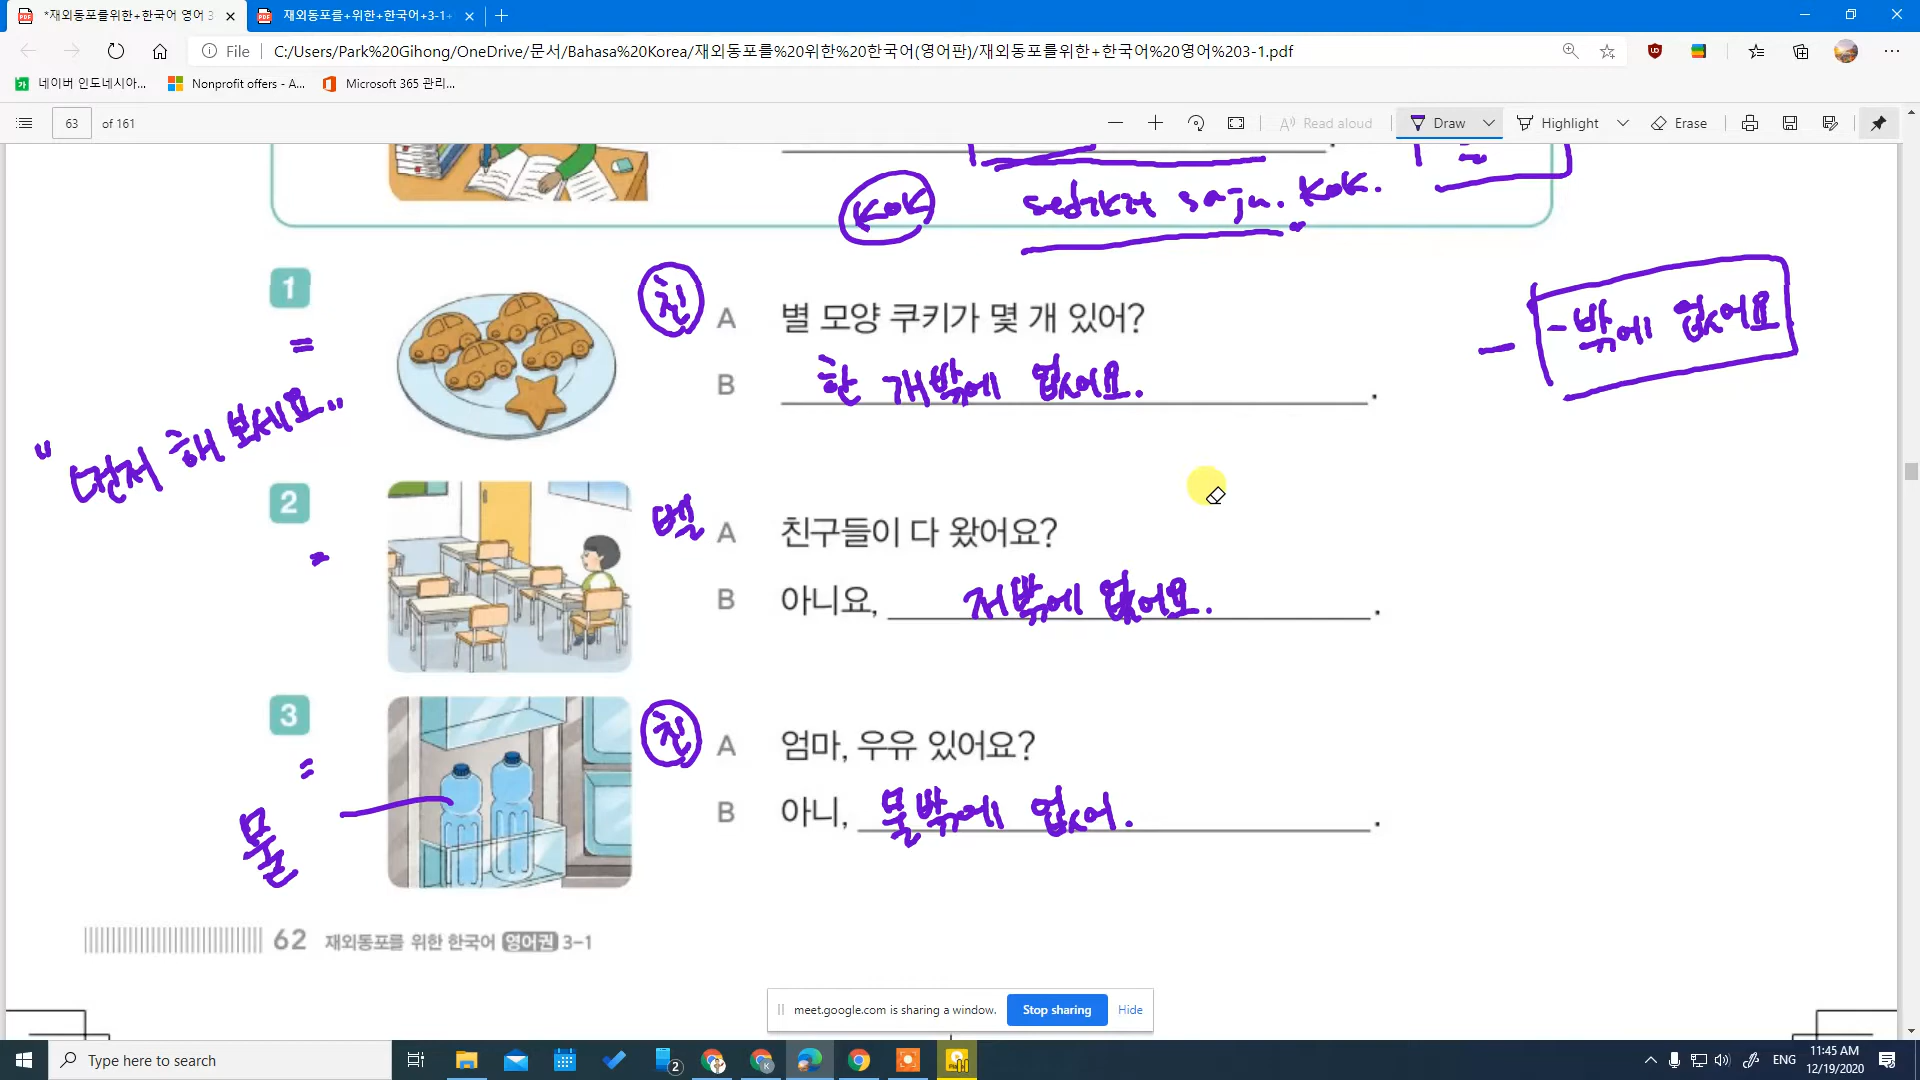 *재외동포를위한+한국어 영어 3
재외동포를+위한+한국어+3-1+
File C:/Users/Park%20Gihong/OneDrive/문서/Bahasa%20Korea/재외동포를%20위한%20한국어(영어판)/재외동포를위한+한국어%20영어%203-1.pdf
네이버 인도네시아... Nonprofit offers - A... Microsoft 365 관리...
63 of 161 Read aloud Draw Highlight Erase
KOK sedikit saja. KOK.
1 친 A 별 모양 쿠키가 몇 개 있어?
-밖에 없어요
B 한 개밖에 없어요. .
"먼저 해 보세요..
2 벨 A 친구들이 다 왔어요?
B 아니요, 저밖에 없어요. .
3 친 A 엄마, 우유 있어요?
물 B 아니, 물밖에 없어. .
62 재외동포를 위한 한국어 영어권 3-1
meet.google.com is sharing a window. Stop sharing Hide
Type here to search
2
ENG
11:45 AM
12/19/2020